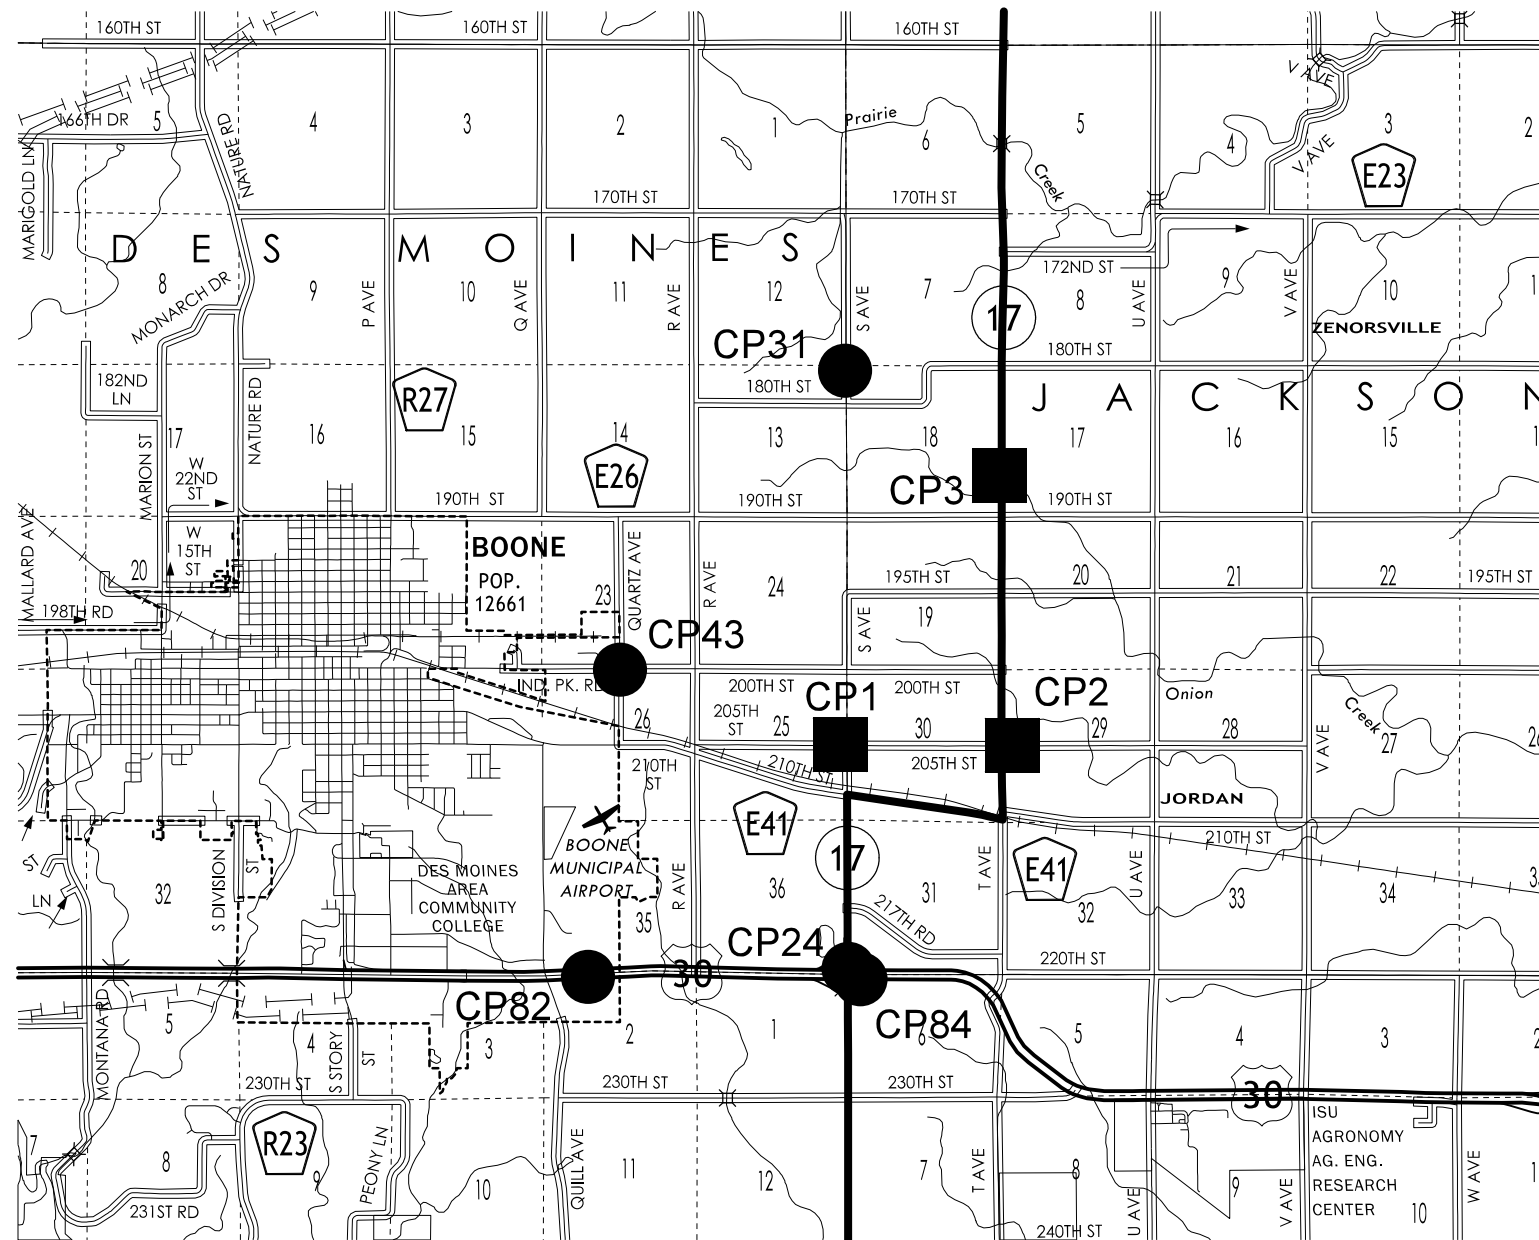 160TH ST
160TH ST
160TH ST
V AVE
166TH DR
5
4
3
2
1
Prairie
6
5
4
3
2
V AVE
NATURE RD
MARIGOLD LN
E23
Creek
170TH ST
170TH ST
DES MOINES
172ND ST
8
MONARCH DR
9
P AVE
10
Q AVE
11
R AVE
12
S AVE
7
8
U AVE
9
V AVE
10
17
ZENORSVILLE
CP31
180TH ST
180TH ST
182ND
LN
R27
JACKSON
NATURE RD
MARION ST
17
16
15
14
13
18
17
16
15
W
22ND
ST
E26
CP3
190TH ST
190TH ST
190TH ST
MALLARD AVE
W
15TH
ST
BOONE
POP.
12661
QUARTZ AVE
R AVE
20
23
24
195TH ST
20
21
22
195TH ST
198TH RD
19
S AVE
CP43
IND. PK. RD
200TH ST
200TH ST
CP1
CP2
Onion
Creek
26
205TH
ST
25
30
29
28
27
26
V AVE
210TH
ST
210TH ST
205TH ST
JORDAN
E41
BOONE
MUNICIPAL
AIRPORT
17
210TH ST
ST
LN
32
S DIVISION
ST
DES MOINES
AREA
COMMUNITY
COLLEGE
R AVE
36
31
T AVE
E41
U AVE
32
33
34
35
217TH RD
CP24
220TH ST
30
CP82
CP84
MONTANA RD
5
4
S STORY
ST
3
2
1
6
5
4
3
2
230TH ST
230TH ST
230TH ST
30
ISU
AGRONOMY
AG. ENG.
RESEARCH
CENTER
R23
7
8
9
PEONY LN
10
QUILL AVE
11
12
7
T AVE
8
U AVE
9
V AVE
10
W AVE
231ST RD
240TH ST